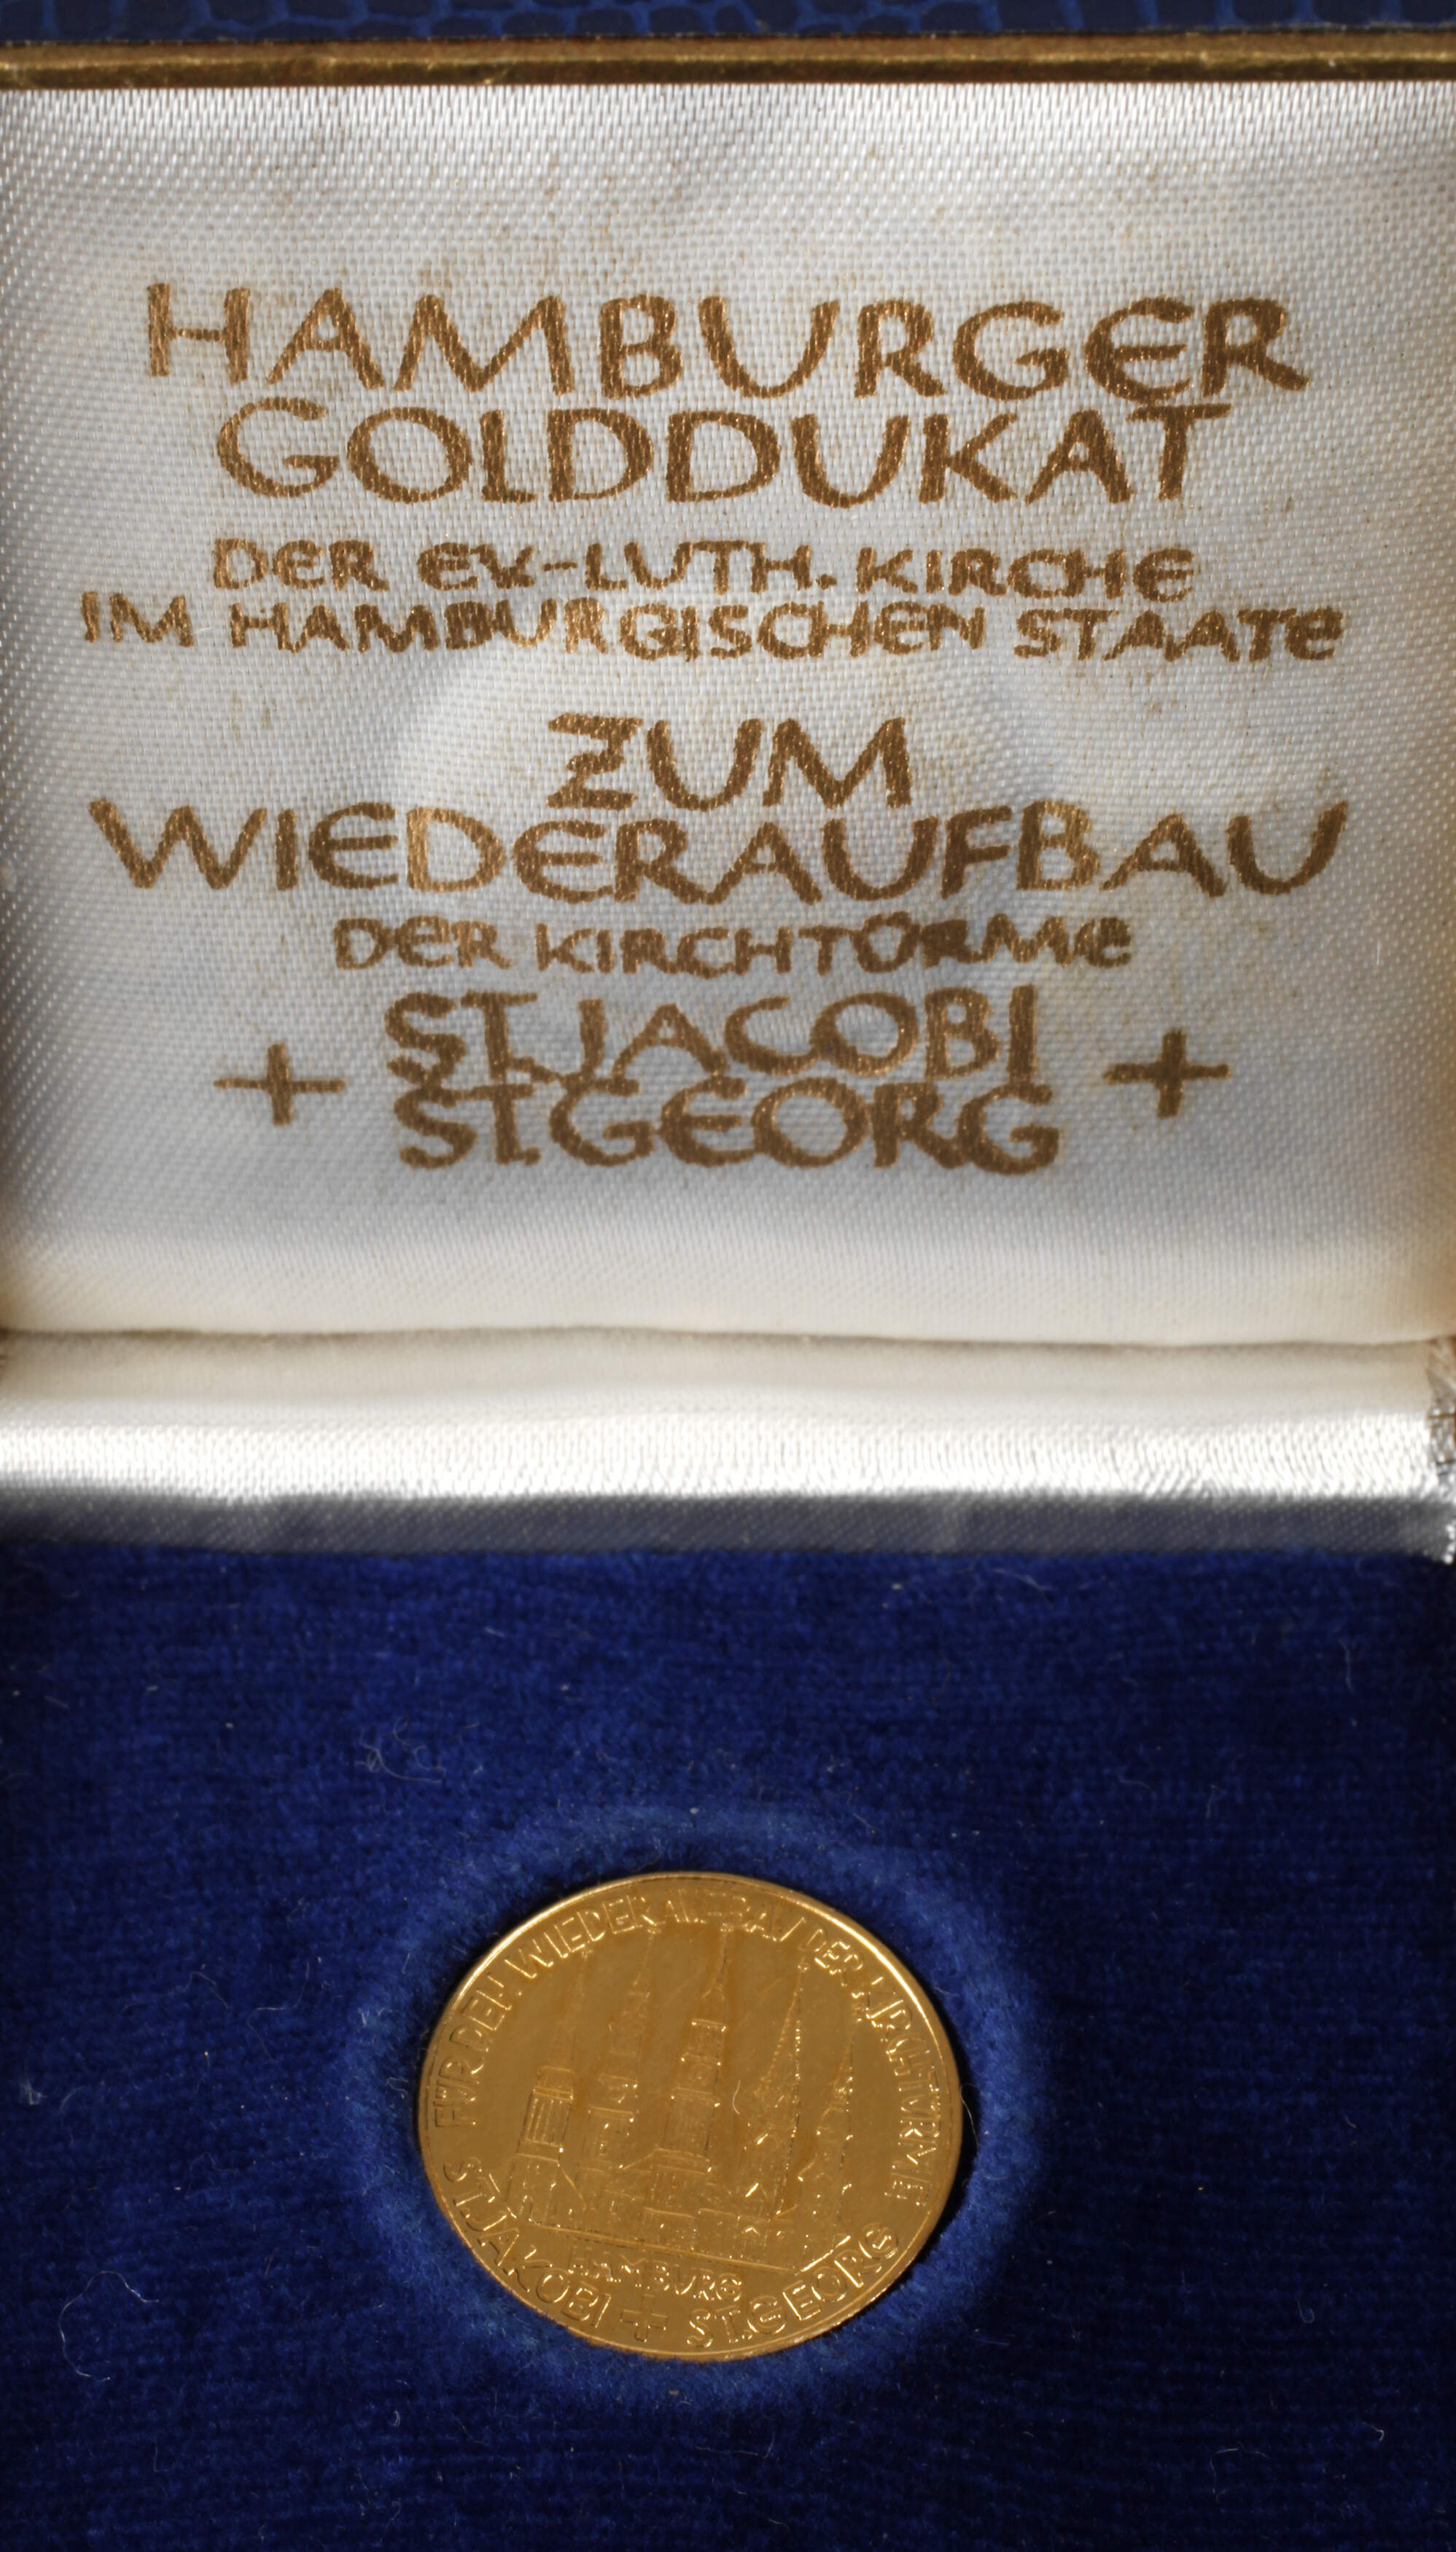 HAMBURGER
GOLDDUKAT
DER EV-LUTH. KIRCHE
IM HAMBURGISCHEN STAATE
ZUM
WIEDERAUFBAU
DER KIRCHTÜRME
+ ST. JACOBI +
ST. GEORG
FÜR DEN WIEDERAUFBAU DER KIRCHTÜRME
HAMBURG
ST. JAKOBI + ST. GEORG